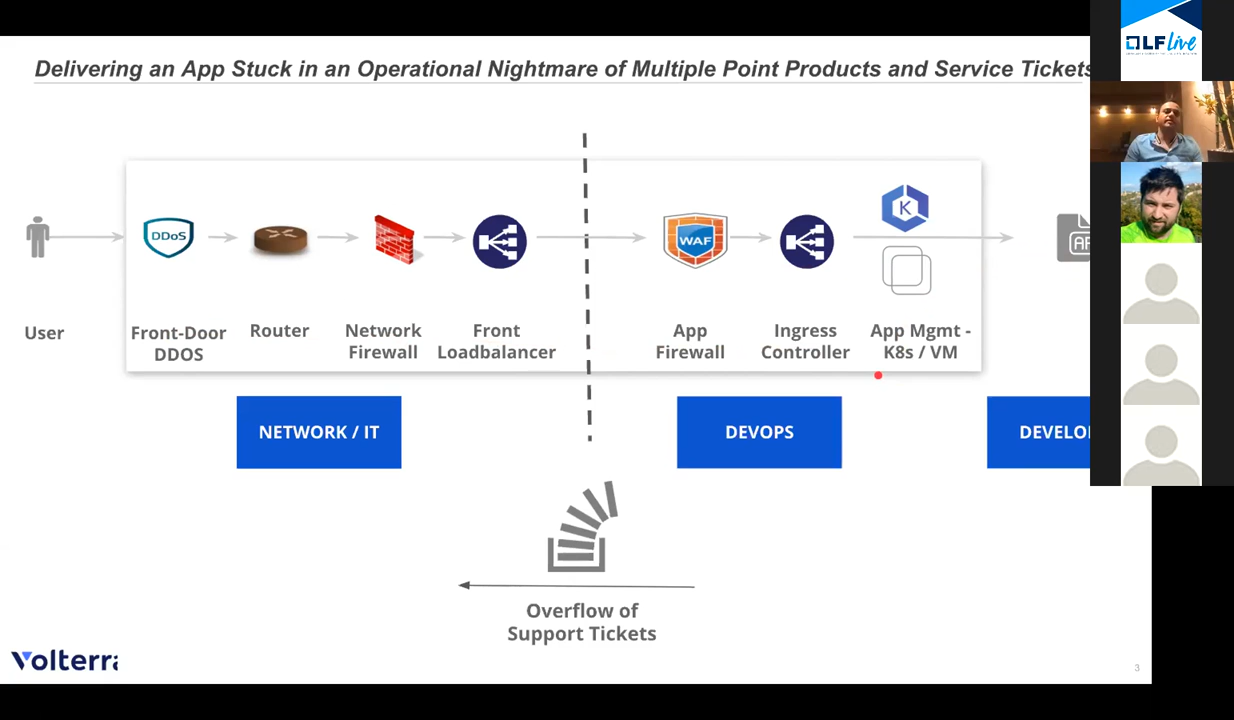 Delivering an App Stuck in an Operational Nightmare of Multiple Point Products and Service Tickets
LF Live
DDoS
WAF
K
User
Front-Door
DDOS
Router
Network
Firewall
Front
Loadbalancer
App
Firewall
Ingress
Controller
App Mgmt -
K8s / VM
NETWORK / IT
DEVOPS
Overflow of
Support Tickets
Volterra
3